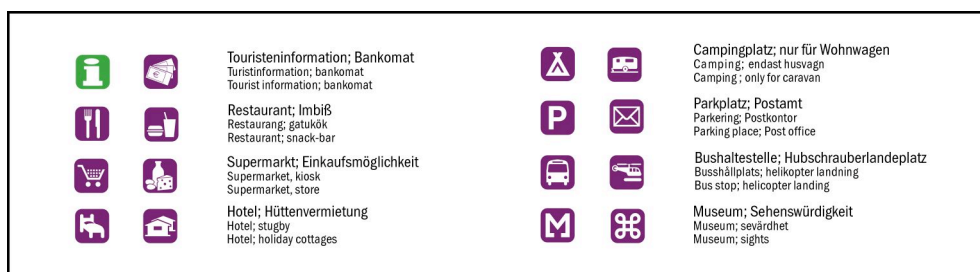 Touristeninformation; Bankomat
Turistinformation; bankomat
Tourist information; bankomat
Restaurant; Imbiß
Restaurang; gatukök
Restaurant; snack-bar
Supermarkt; Einkaufsmöglichkeit
Supermarket, kiosk
Supermarket, store
Hotel; Hüttenvermietung
Hotel; stugby
Hotel; holiday cottages
Campingplatz; nur für Wohnwagen
Camping; endast husvagn
Camping ; only for caravan
P
Parkplatz; Postamt
Parkering; Postkontor
Parking place; Post office
Bushaltestelle; Hubschrauberlandeplatz
Busshållplats; helikopter landning
Bus stop; helicopter landing
M
Museum; Sehenswürdigkeit
Museum; sevärdhet
Museum; sights